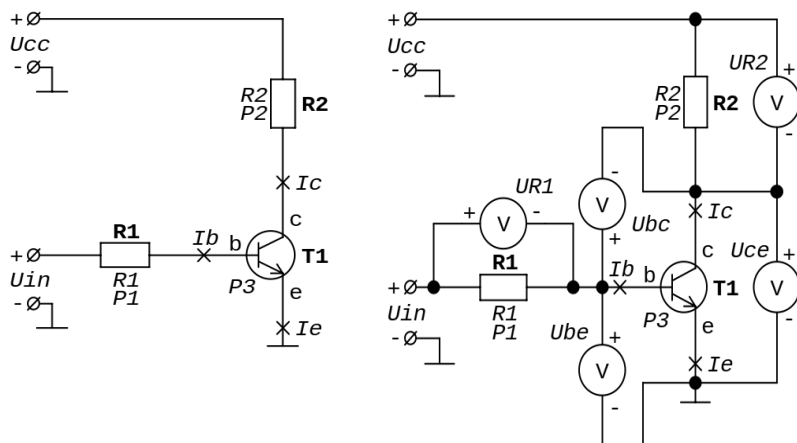 +
Ucc
-
R2
P2
R2
Ic
c
R1
Ib
b
T1
+
Uin
-
R1
P1
P3
e
Ie
+
Ucc
-
R2
P2
R2
UR2
+
V
-
UR1
+
V
-
-
V
Ubc
+
Ic
c
Uce
+
V
-
R1
Ib
b
T1
+
Uin
-
R1
P1
P3
e
Ube
+
V
-
Ie